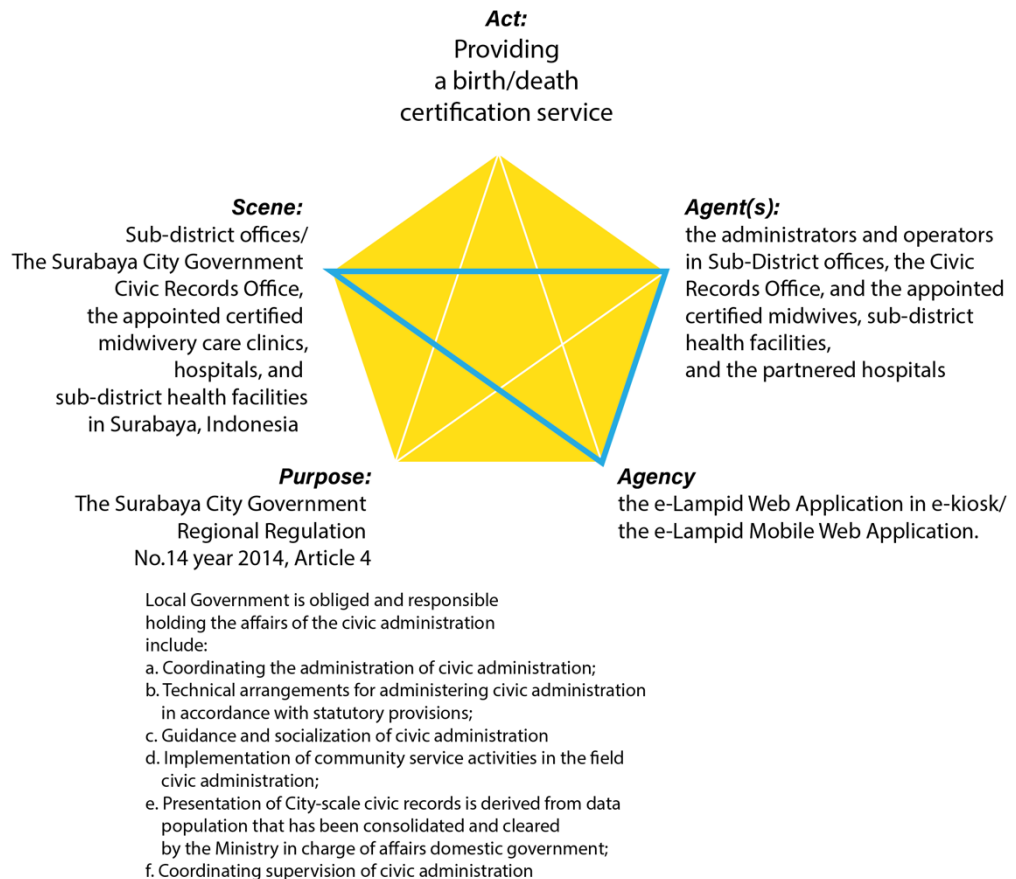 Act:
Providing
a birth/death
certification service
Scene:
Sub-district offices/
The Surabaya City Government
Civic Records Office,
the appointed certified
midwivery care clinics,
hospitals, and
sub-district health facilities
in Surabaya, Indonesia
Agent(s):
the administrators and operators
in Sub-District offices, the Civic
Records Office, and the appointed
certified midwives, sub-district
health facilities,
and the partnered hospitals
Purpose:
The Surabaya City Government
Regional Regulation
No.14 year 2014, Article 4
Agency
the e-Lampid Web Application in e-kiosk/
the e-Lampid Mobile Web Application.
Local Government is obliged and responsible
holding the affairs of the civic administration
include:
a. Coordinating the administration of civic administration;
b. Technical arrangements for administering civic administration
in accordance with statutory provisions;
c. Guidance and socialization of civic administration
d. Implementation of community service activities in the field
civic administration;
e. Presentation of City-scale civic records is derived from data
population that has been consolidated and cleared
by the Ministry in charge of affairs domestic government;
f. Coordinating supervision of civic administration